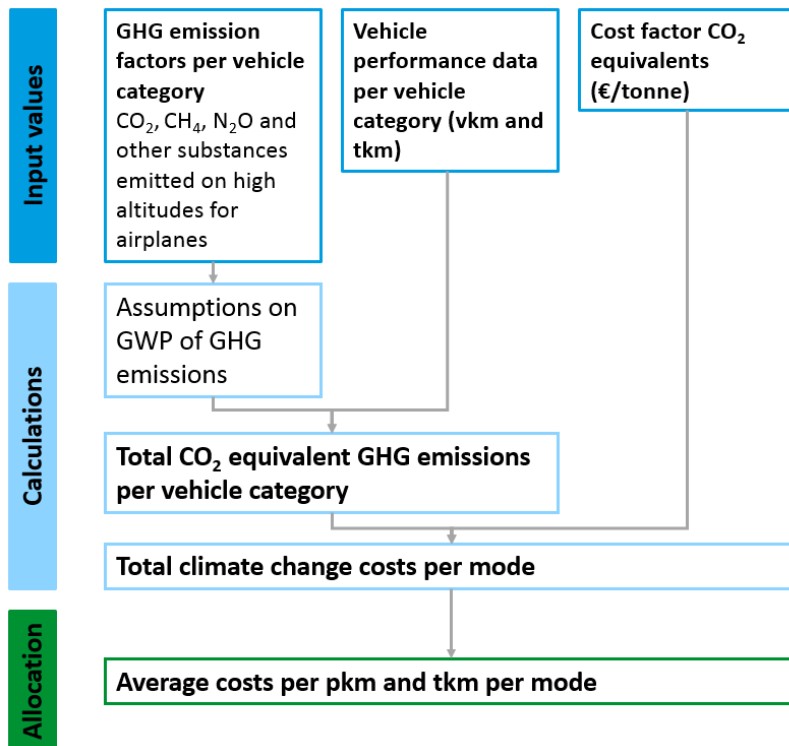 Input values
GHG emission
factors per vehicle
category
CO₂, CH₄, N₂O and
other substances
emitted on high
altitudes for
airplanes
Vehicle
performance data
per vehicle
category (vkm and
tkm)
Cost factor CO₂
equivalents
(€/tonne)
Calculations
Assumptions on
GWP of GHG
emissions
Total CO₂ equivalent GHG emissions
per vehicle category
Total climate change costs per mode
Allocation
Average costs per pkm and tkm per mode